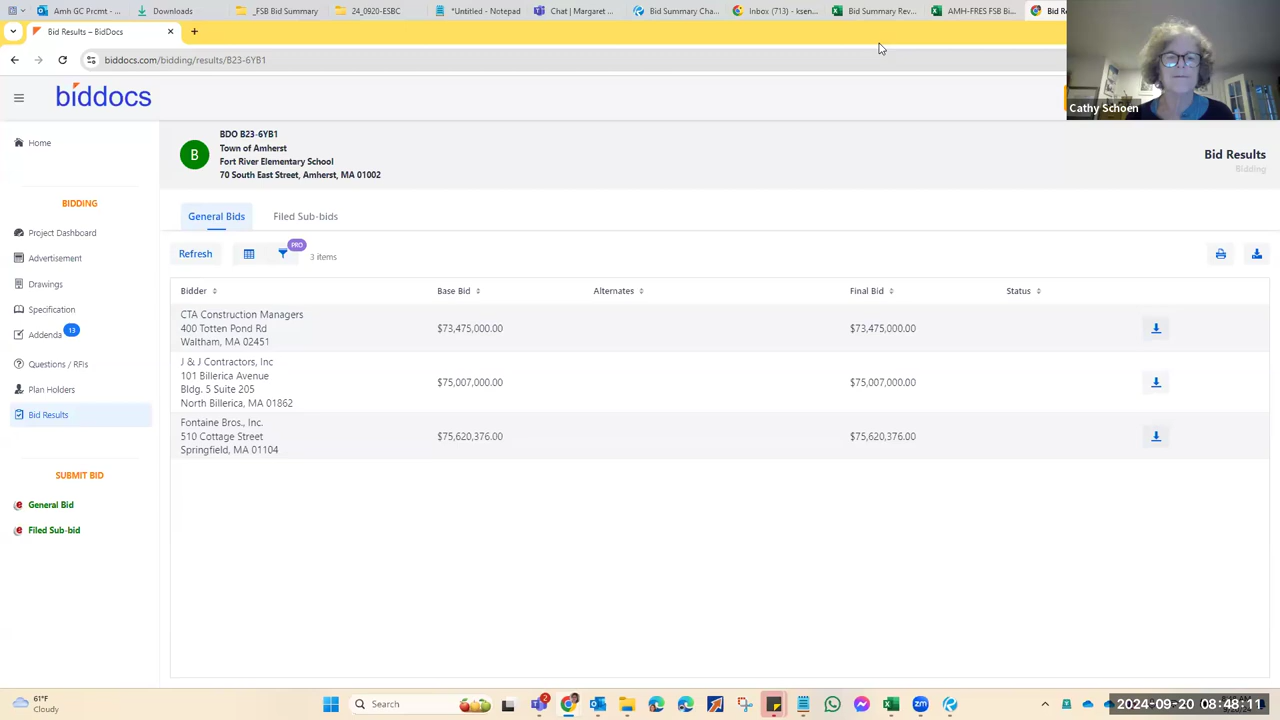 Amh GC Prcmt - ...
Downloads
_FSB Bid Summary
24_0920-ESBC
*Untitled - Notepad
Chat | Margaret ...
Bid Summary Cha...
Inbox (713) - ksen...
Bid Summary Rev...
AMH-FRES FSB Bi...
Bid Re
Bid Results – BidDocs
biddocs.com/bidding/results/B23-6YB1
biddocs
Cathy Schoen
B
BDO B23-6YB1
Town of Amherst
Fort River Elementary School
70 South East Street, Amherst, MA 01002
Bid Results
Bidding
Home
BIDDING
Project Dashboard
Advertisement
Drawings
Specification
Addenda 13
Questions / RFIs
Plan Holders
Bid Results
SUBMIT BID
General Bid
Filed Sub-bid
General Bids
Filed Sub-bids
Refresh
PRO
3 items
Bidder Base Bid Alternates Final Bid Status
CTA Construction Managers
400 Totten Pond Rd
Waltham, MA 02451
$73,475,000.00 $73,475,000.00
J & J Contractors, Inc
101 Billerica Avenue
Bldg. 5 Suite 205
North Billerica, MA 01862
$75,007,000.00 $75,007,000.00
Fontaine Bros., Inc.
510 Cottage Street
Springfield, MA 01104
$75,620,376.00 $75,620,376.00
61°F
Cloudy
Search
2
zm
2024-09-20 08:48:11